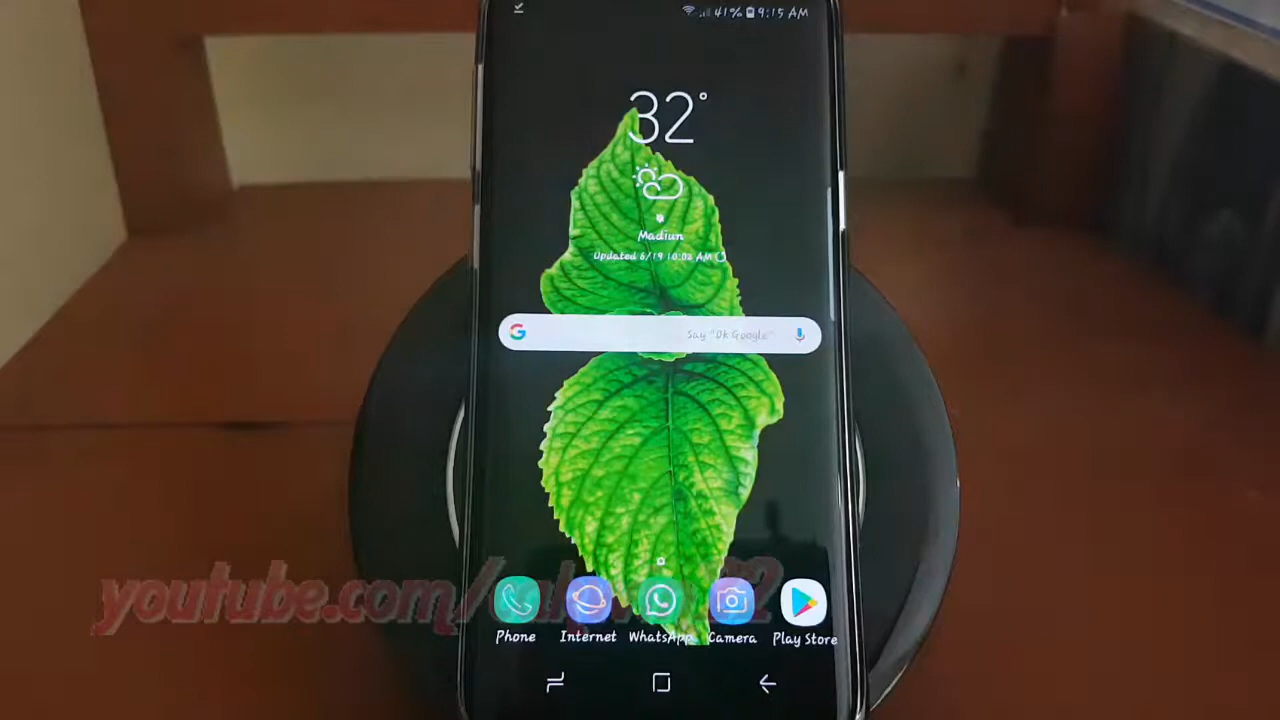 41% 9:15 AM
32°
Madiun
Updated 6/19 10:02 AM
G Say "Ok Google"
youtube.com/
Phone Internet WhatsApp Camera Play Store